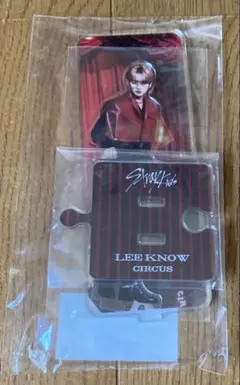 Stray Kids
LEE KNOW
CIRCUS